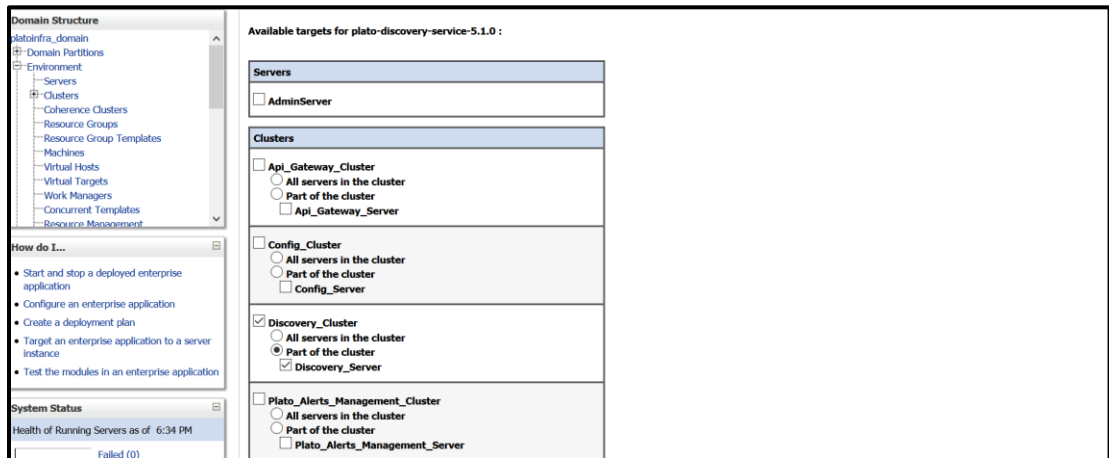 Domain Structure
platoinfra_domain
Domain Partitions
Environment
Servers
Clusters
Coherence Clusters
Resource Groups
Resource Group Templates
Machines
Virtual Hosts
Virtual Targets
Work Managers
Concurrent Templates
Resource Management
How do I...
Start and stop a deployed enterprise
application
Configure an enterprise application
Create a deployment plan
Target an enterprise application to a server
instance
Test the modules in an enterprise application
System Status
Health of Running Servers as of 6:34 PM
Failed (0)
Available targets for plato-discovery-service-5.1.0 :
Servers
AdminServer
Clusters
Api_Gateway_Cluster
All servers in the cluster
Part of the cluster
Api_Gateway_Server
Config_Cluster
All servers in the cluster
Part of the cluster
Config_Server
Discovery_Cluster
All servers in the cluster
Part of the cluster
Discovery_Server
Plato_Alerts_Management_Cluster
All servers in the cluster
Part of the cluster
Plato_Alerts_Management_Server